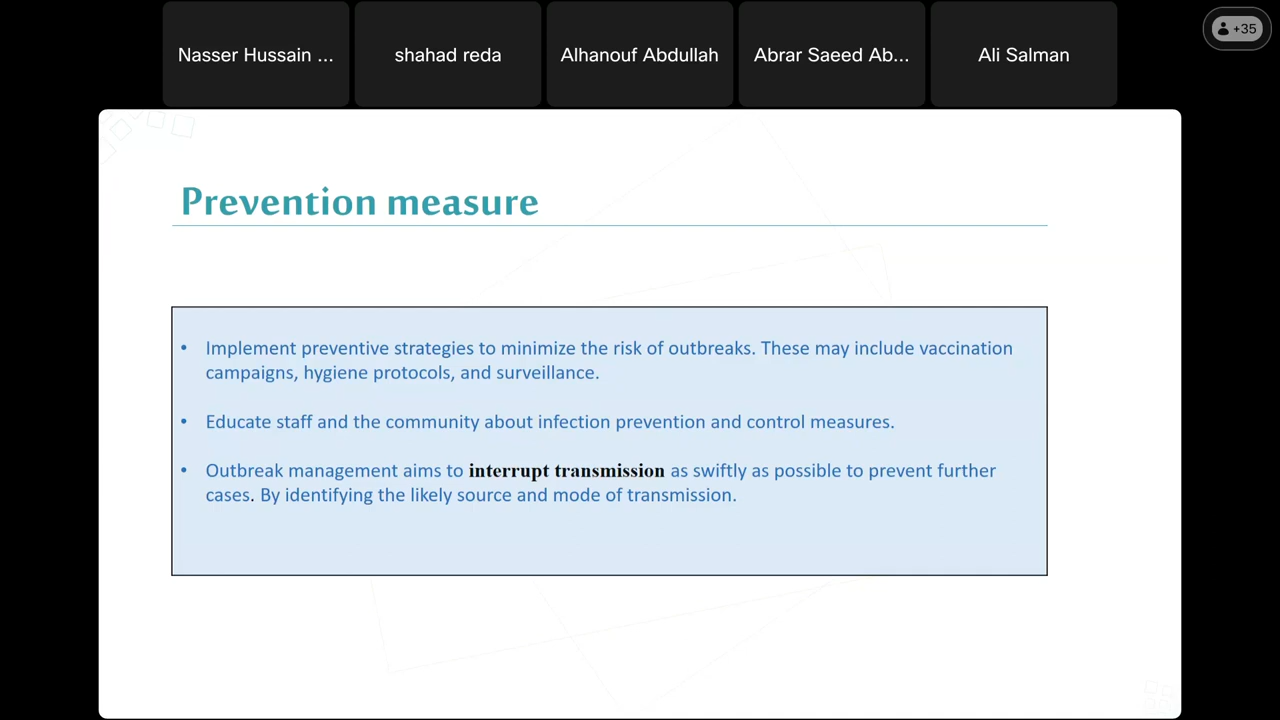 Nasser Hussain ...
shahad reda
Alhanouf Abdullah
Abrar Saeed Ab...
Ali Salman
+35
Prevention measure
• Implement preventive strategies to minimize the risk of outbreaks. These may include vaccination
campaigns, hygiene protocols, and surveillance.
• Educate staff and the community about infection prevention and control measures.
• Outbreak management aims to interrupt transmission as swiftly as possible to prevent further
cases. By identifying the likely source and mode of transmission.